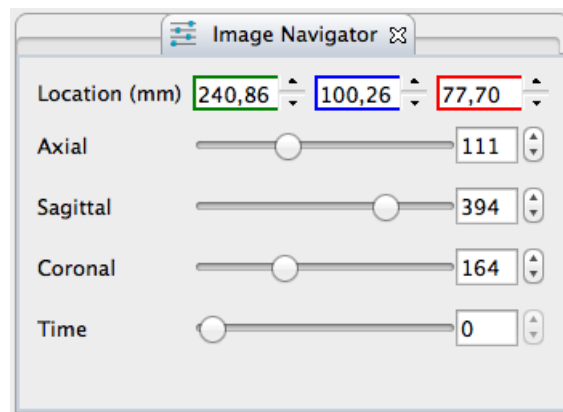 Image Navigator
Location (mm) 240,86 100,26 77,70
Axial 111
Sagittal 394
Coronal 164
Time 0